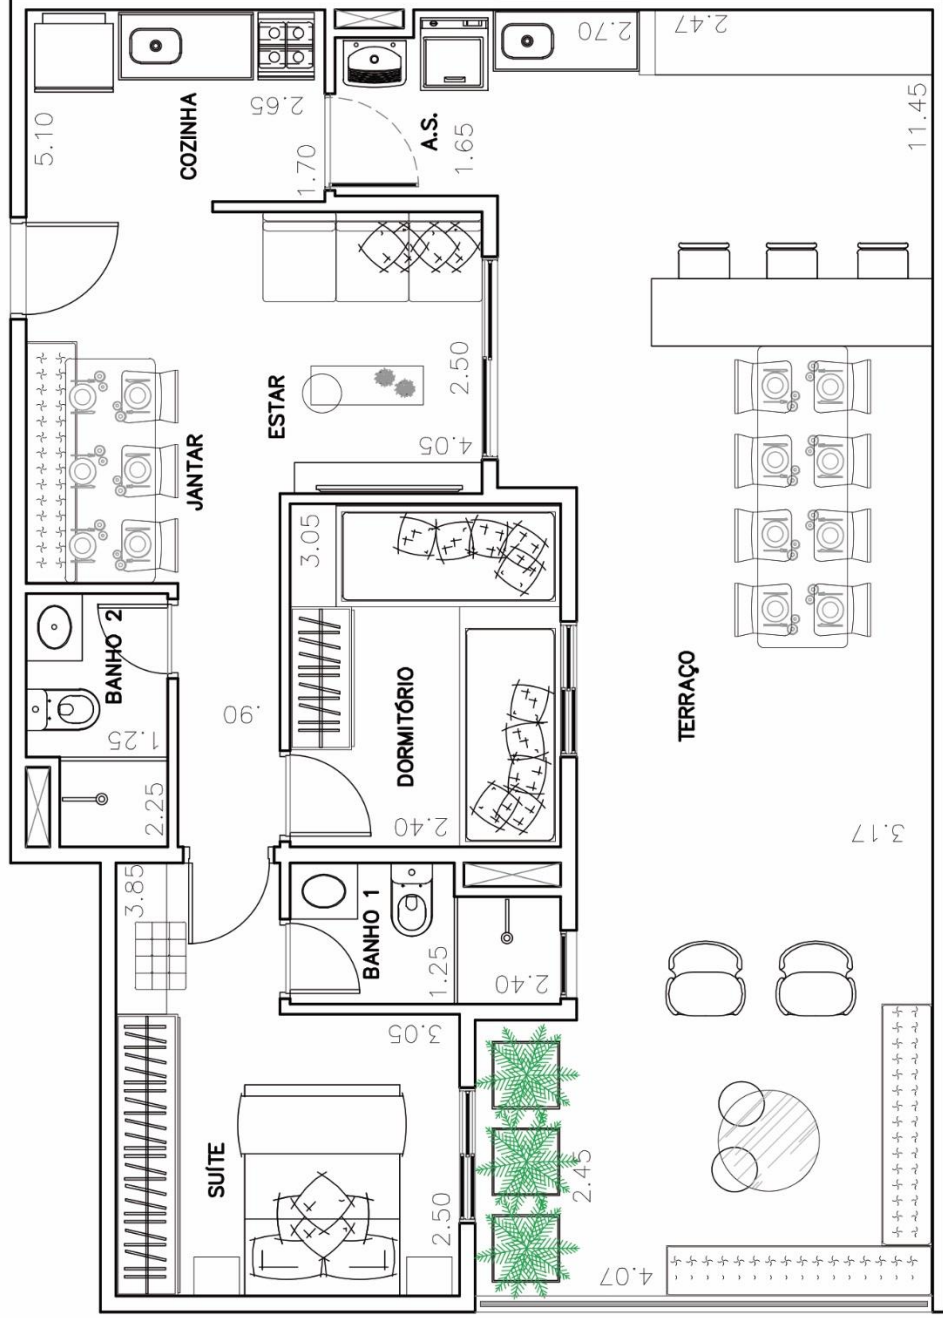 2.47
2.70
11.45
5.10
COZINHA
2.65
1.70
A.S.
1.65
ESTAR
2.50
4.05
JANTAR
3.05
BANHO 2
1.25
2.25
.90
DORMITÓRIO
2.40
TERRAÇO
3.17
3.85
BANHO 1
1.25
2.40
3.05
SUÍTE
2.50
2.45
4.07